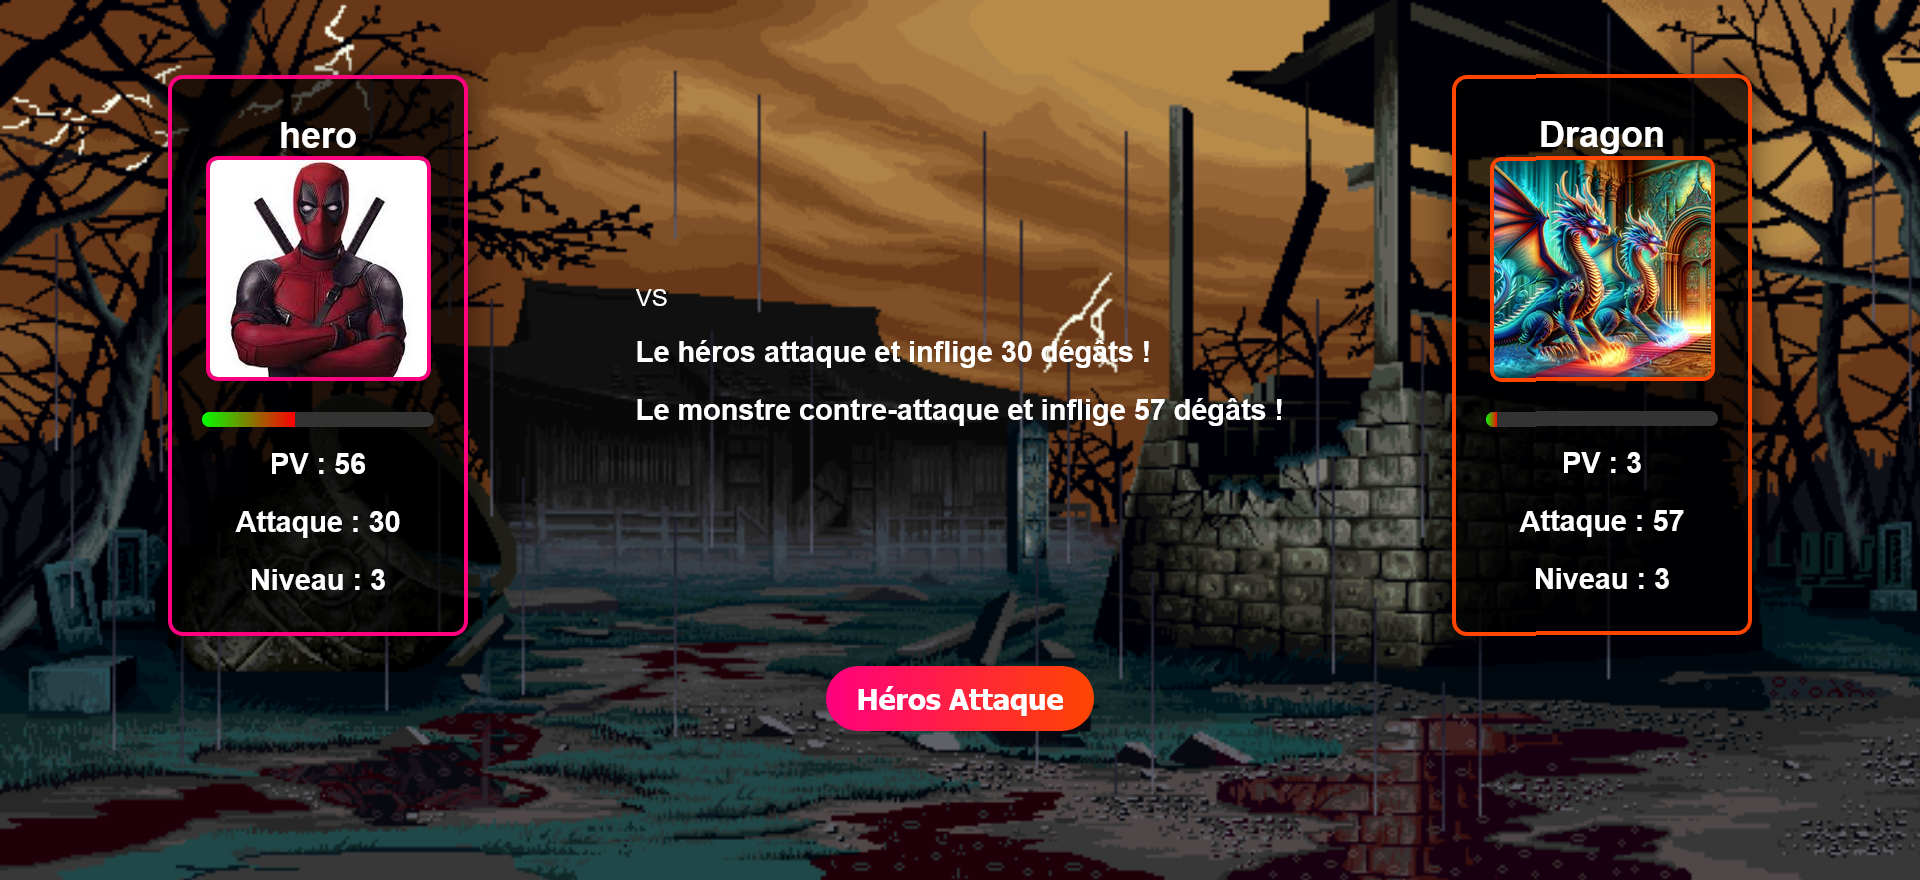 hero
PV : 56
Attaque : 30
Niveau : 3
VS
Le héros attaque et inflige 30 dégâts !
Le monstre contre-attaque et inflige 57 dégâts !
Dragon
PV : 3
Attaque : 57
Niveau : 3
Héros Attaque